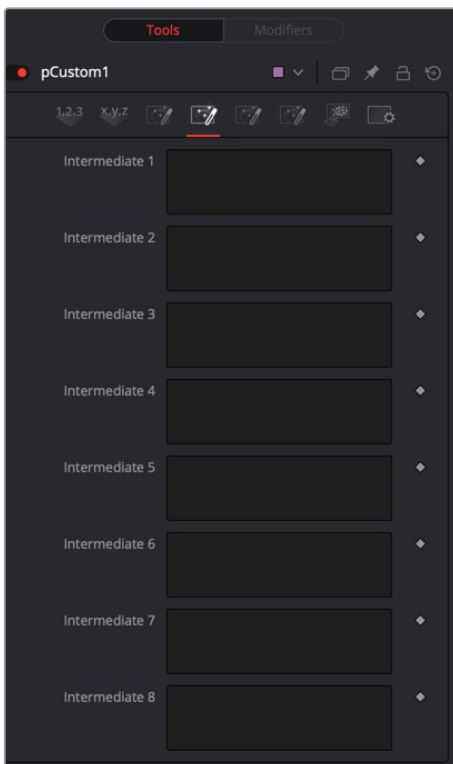 Tools Modifiers
pCustom1
1,2,3 x,y,z
Intermediate 1
Intermediate 2
Intermediate 3
Intermediate 4
Intermediate 5
Intermediate 6
Intermediate 7
Intermediate 8